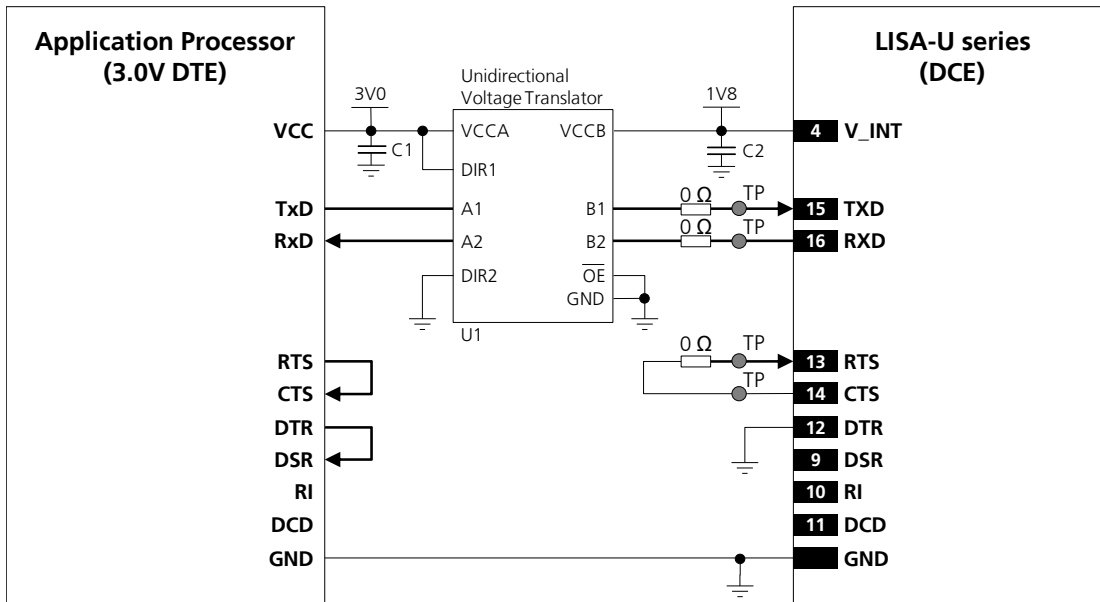 Application Processor
(3.0V DTE)
LISA-U series
(DCE)
Unidirectional
Voltage Translator
3V0
1V8
VCC
VCCA
VCCB
4
V_INT
C1
C2
DIR1
0 Ω
TP
TxD
A1
B1
15
TXD
0 Ω
TP
RxD
A2
B2
16
RXD
DIR2
OE
GND
U1
0 Ω
TP
RTS
13
RTS
TP
CTS
14
CTS
DTR
12
DTR
DSR
9
DSR
RI
10
RI
DCD
11
DCD
GND
GND